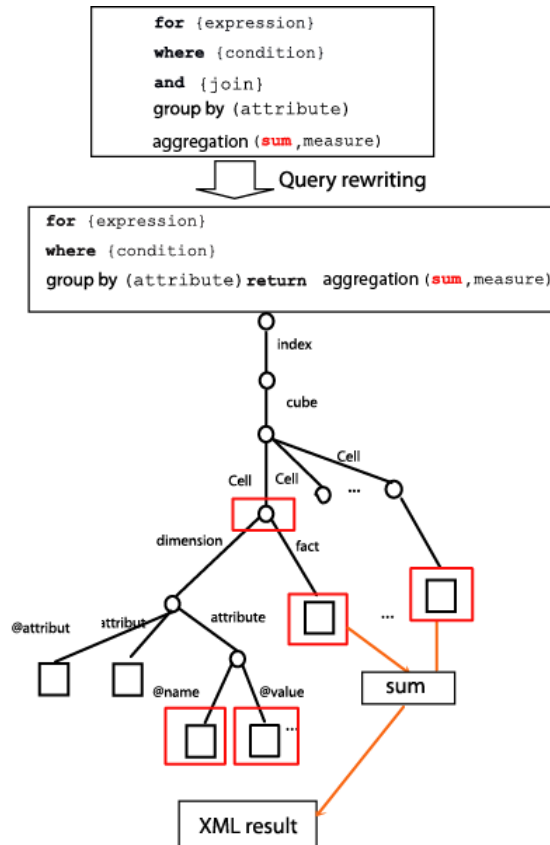 for {expression}
where {condition}
and {join}
group by (attribute)
aggregation (sum ,measure)
Query rewriting
for {expression}
where {condition}
group by (attribute) return aggregation (sum,measure)
index
cube
Cell
Cell Cell
...
dimension
fact
@attribut
attribut
attribute
...
@name
@value
sum
...
XML result